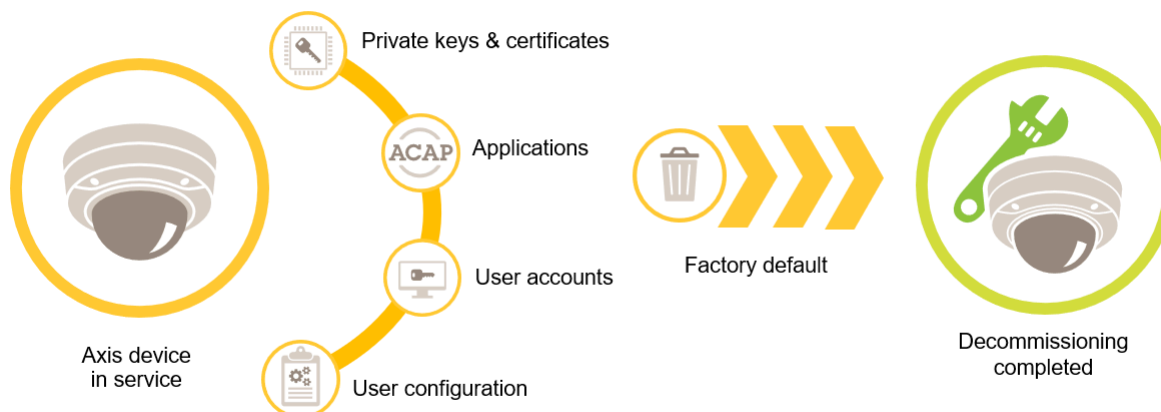 Private keys & certificates
ACAP
Applications
User accounts
User configuration
Axis device
in service
Factory default
Decommissioning
completed